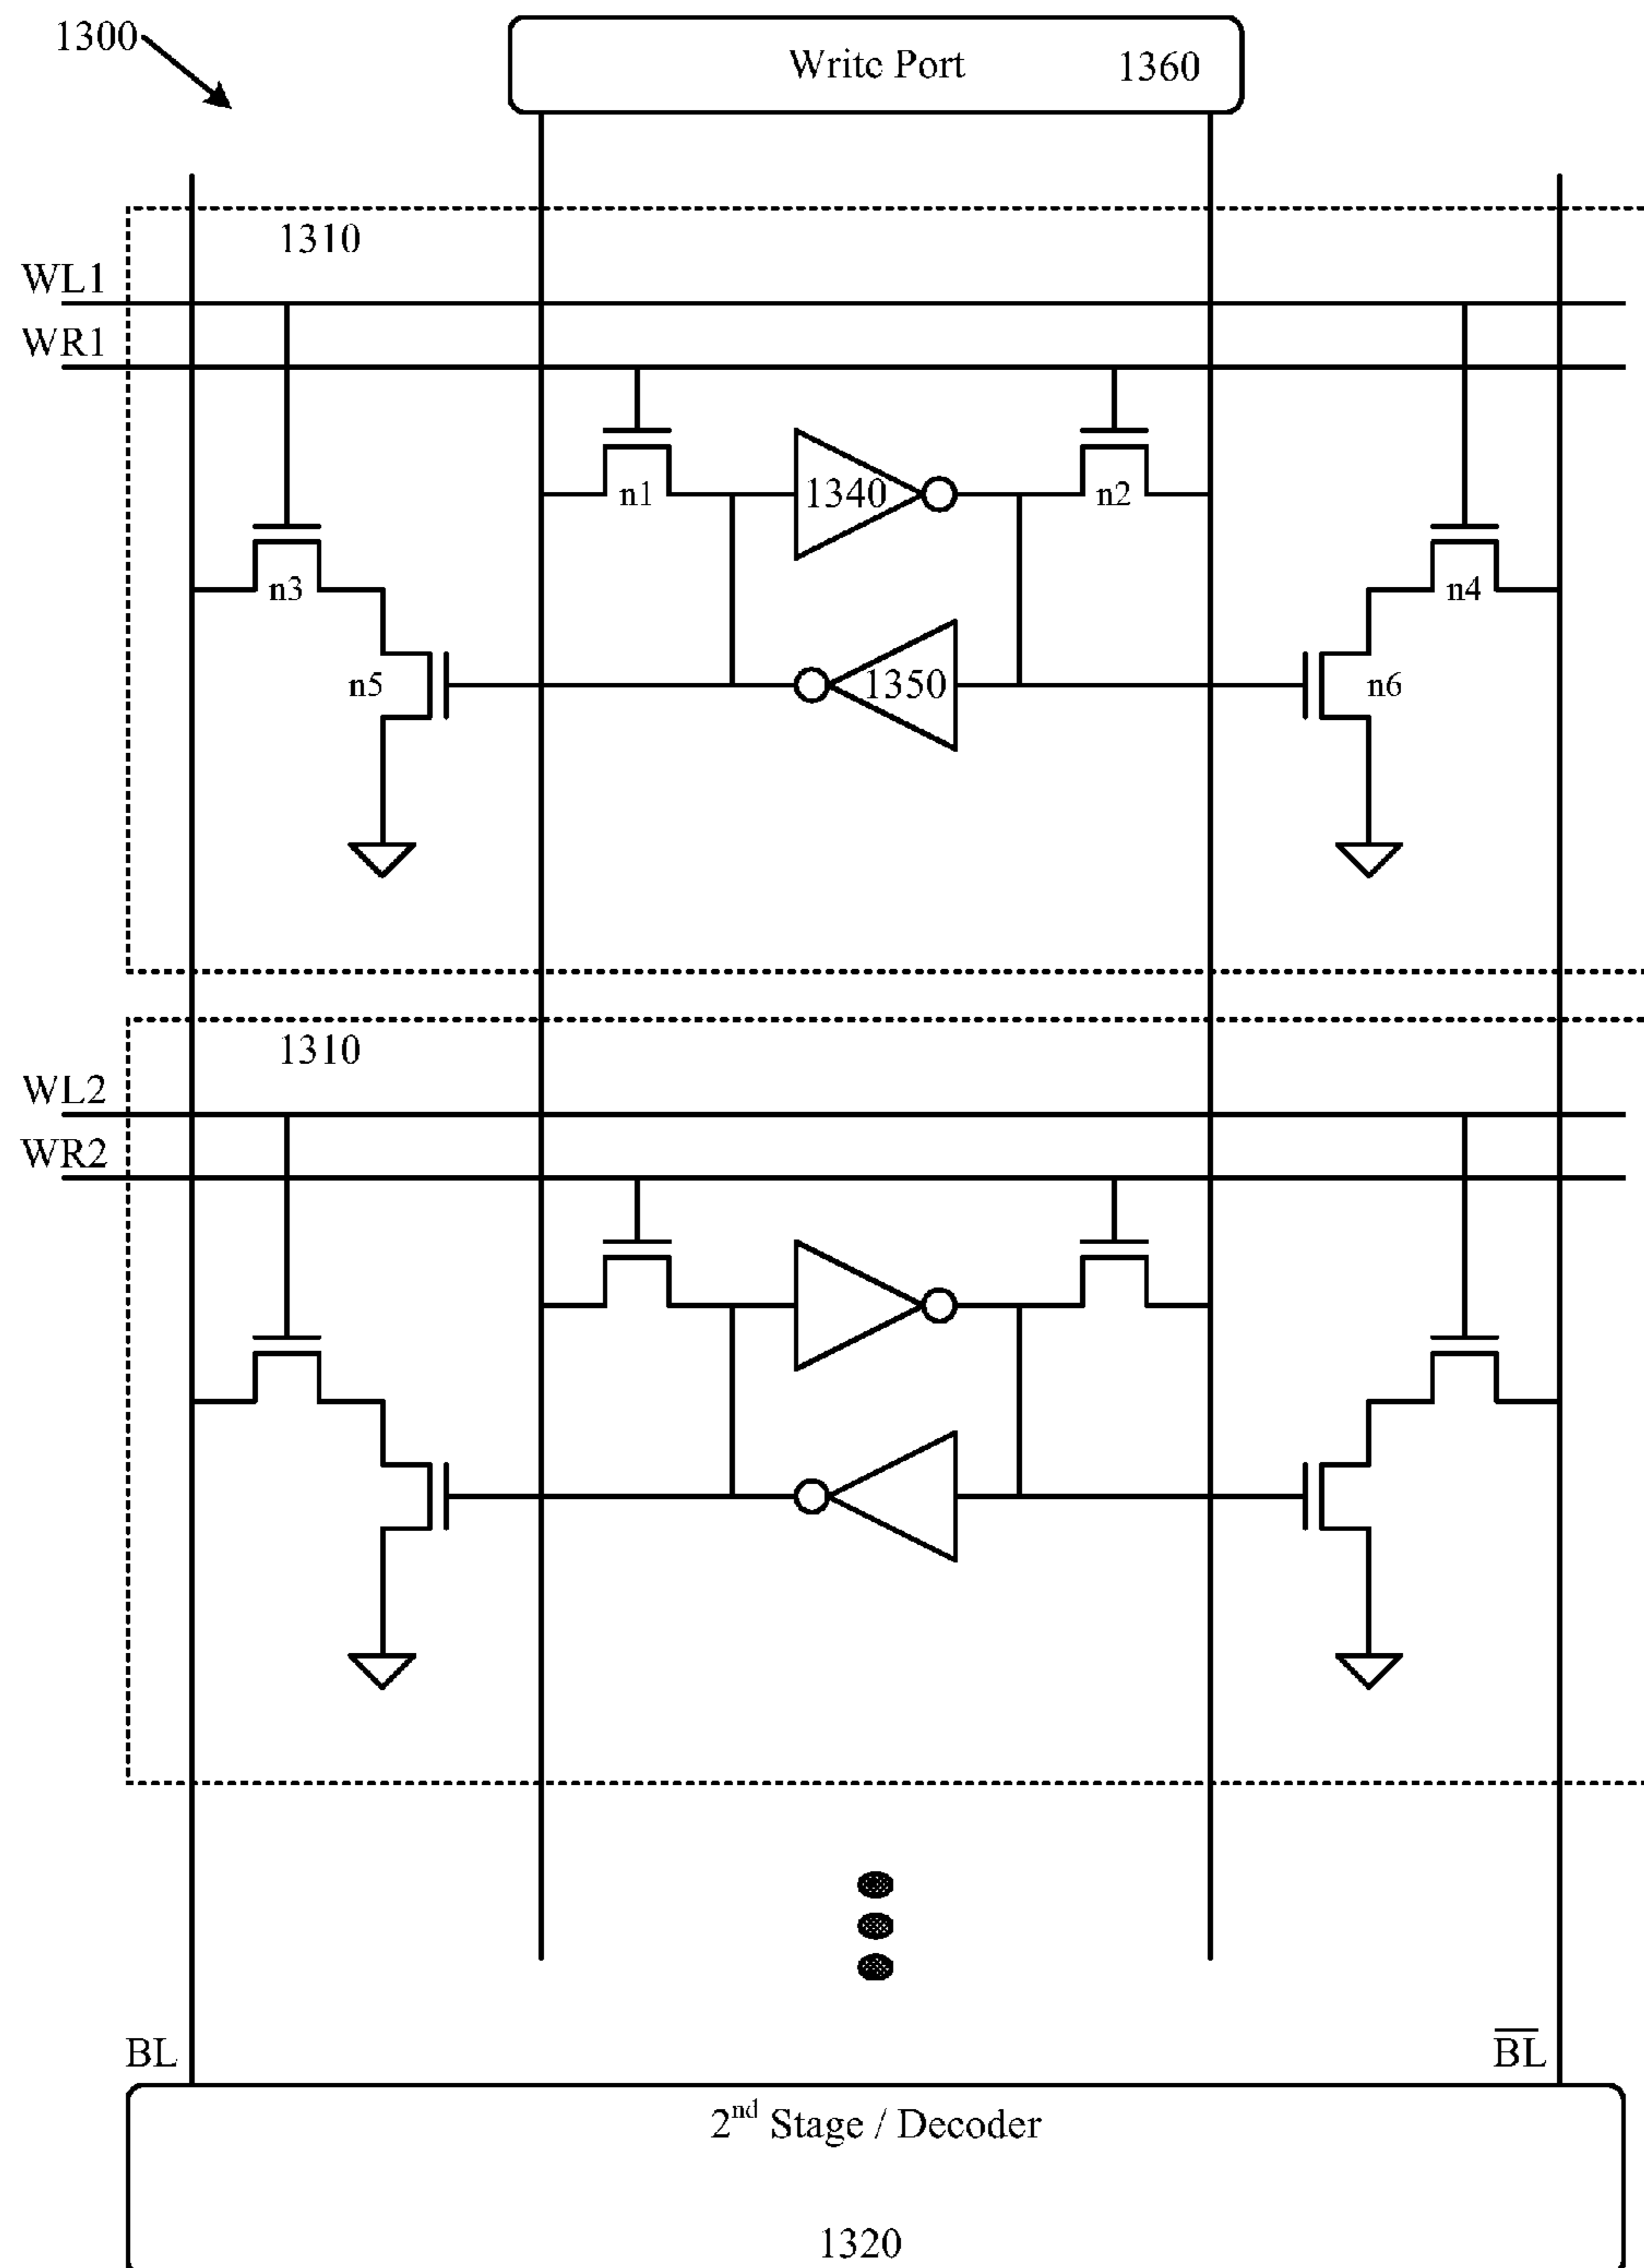 1300
Write Port 1360
1310
WL1
WR1
n1
1340
n2
n3
n4
n5
1350
n6
1310
WL2
WR2
BL
B̅L̅
2nd Stage / Decoder
1320